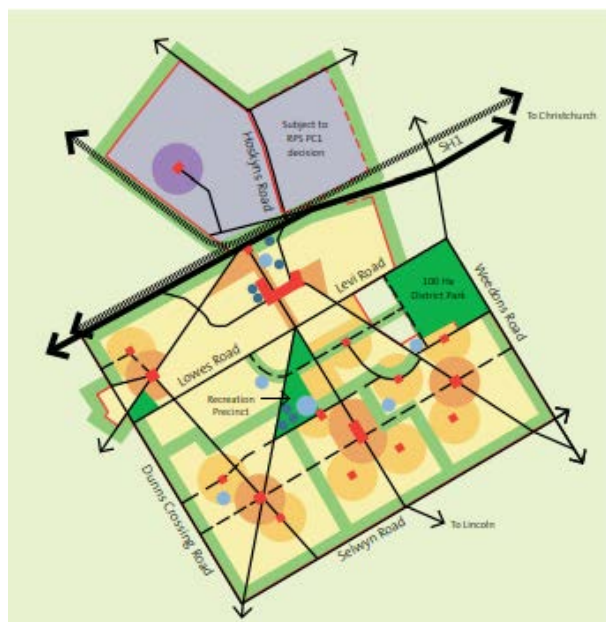 To Christchurch
SH1
Subject to
RPS PC1
decision
Hoskyns Road
Levi Road
100 Ha
District Park
Weedons Road
Lowes Road
Recreation
Precinct
Dunns Crossing Road
Selwyn Road
To Lincoln